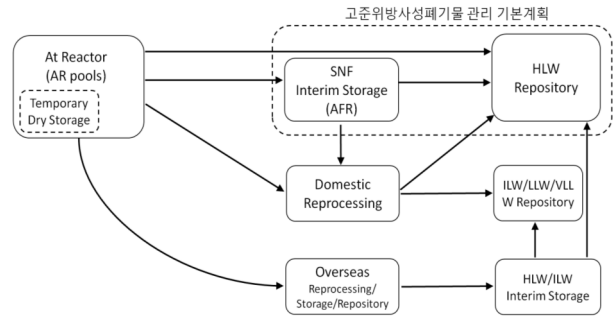 고준위방사성폐기물 관리 기본계획
At Reactor
(AR pools)
Temporary
Dry Storage
SNF
Interim Storage
(AFR)
HLW
Repository
Domestic
Reprocessing
ILW/LLW/VLL
W Repository
Overseas
Reprocessing/
Storage/Repository
HLW/ILW
Interim Storage